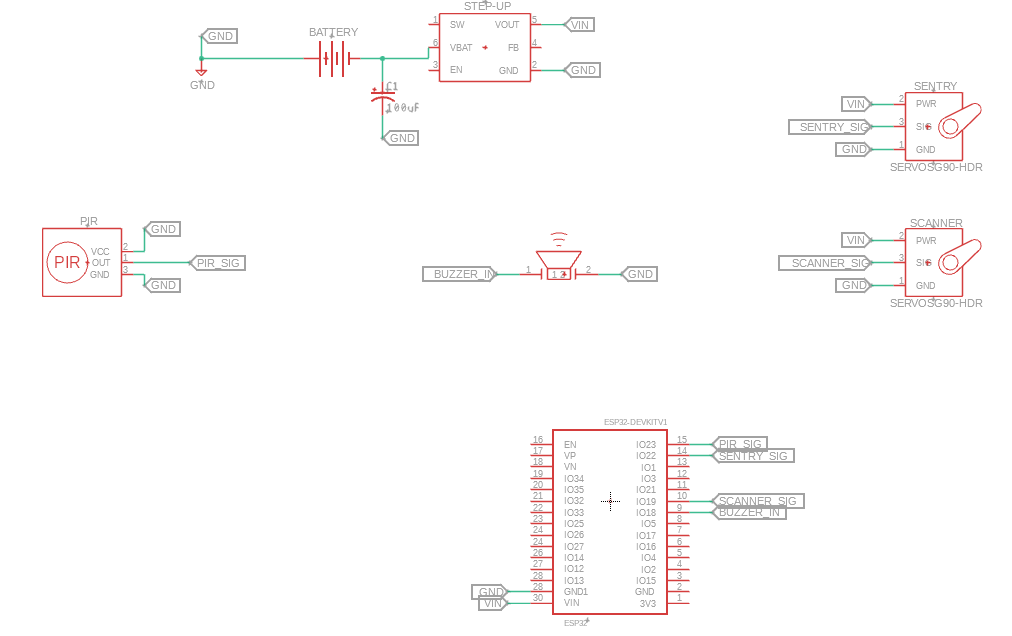 STEP-UP
GND
BATTERY
1 SW VOUT 5 VIN
6 VBAT FB 4
3 EN GND 2 GND
GND
C1
100uF
GND
SENTRY
VIN 2 PWR
SENTRY_SIG 3 SIG
GND 1 GND
SERVOSG90-HDR
PIR
GND
VCC 2
PIR OUT 1 PIR_SIG
GND 3
GND
BUZZER_IN 1 1 2 2 GND
SCANNER
VIN 2 PWR
SCANNER_SIG 3 SIG
GND 1 GND
SERVOSG90-HDR
ESP32-DEVKITV1
16 EN IO23 15 PIR_SIG
17 VP IO22 14 SENTRY_SIG
18 VN IO1 13
19 IO34 IO3 12
20 IO35 IO21 11
21 IO32 IO19 10 SCANNER_SIG
22 IO33 IO18 9 BUZZER_IN
23 IO25 IO5 8
24 IO26 IO17 7
24 IO27 IO16 6
26 IO14 IO4 5
27 IO12 IO2 4
28 IO13 IO15 3
GND 28 GND1 GND 2
VIN 30 VIN 3V3 1
ESP32